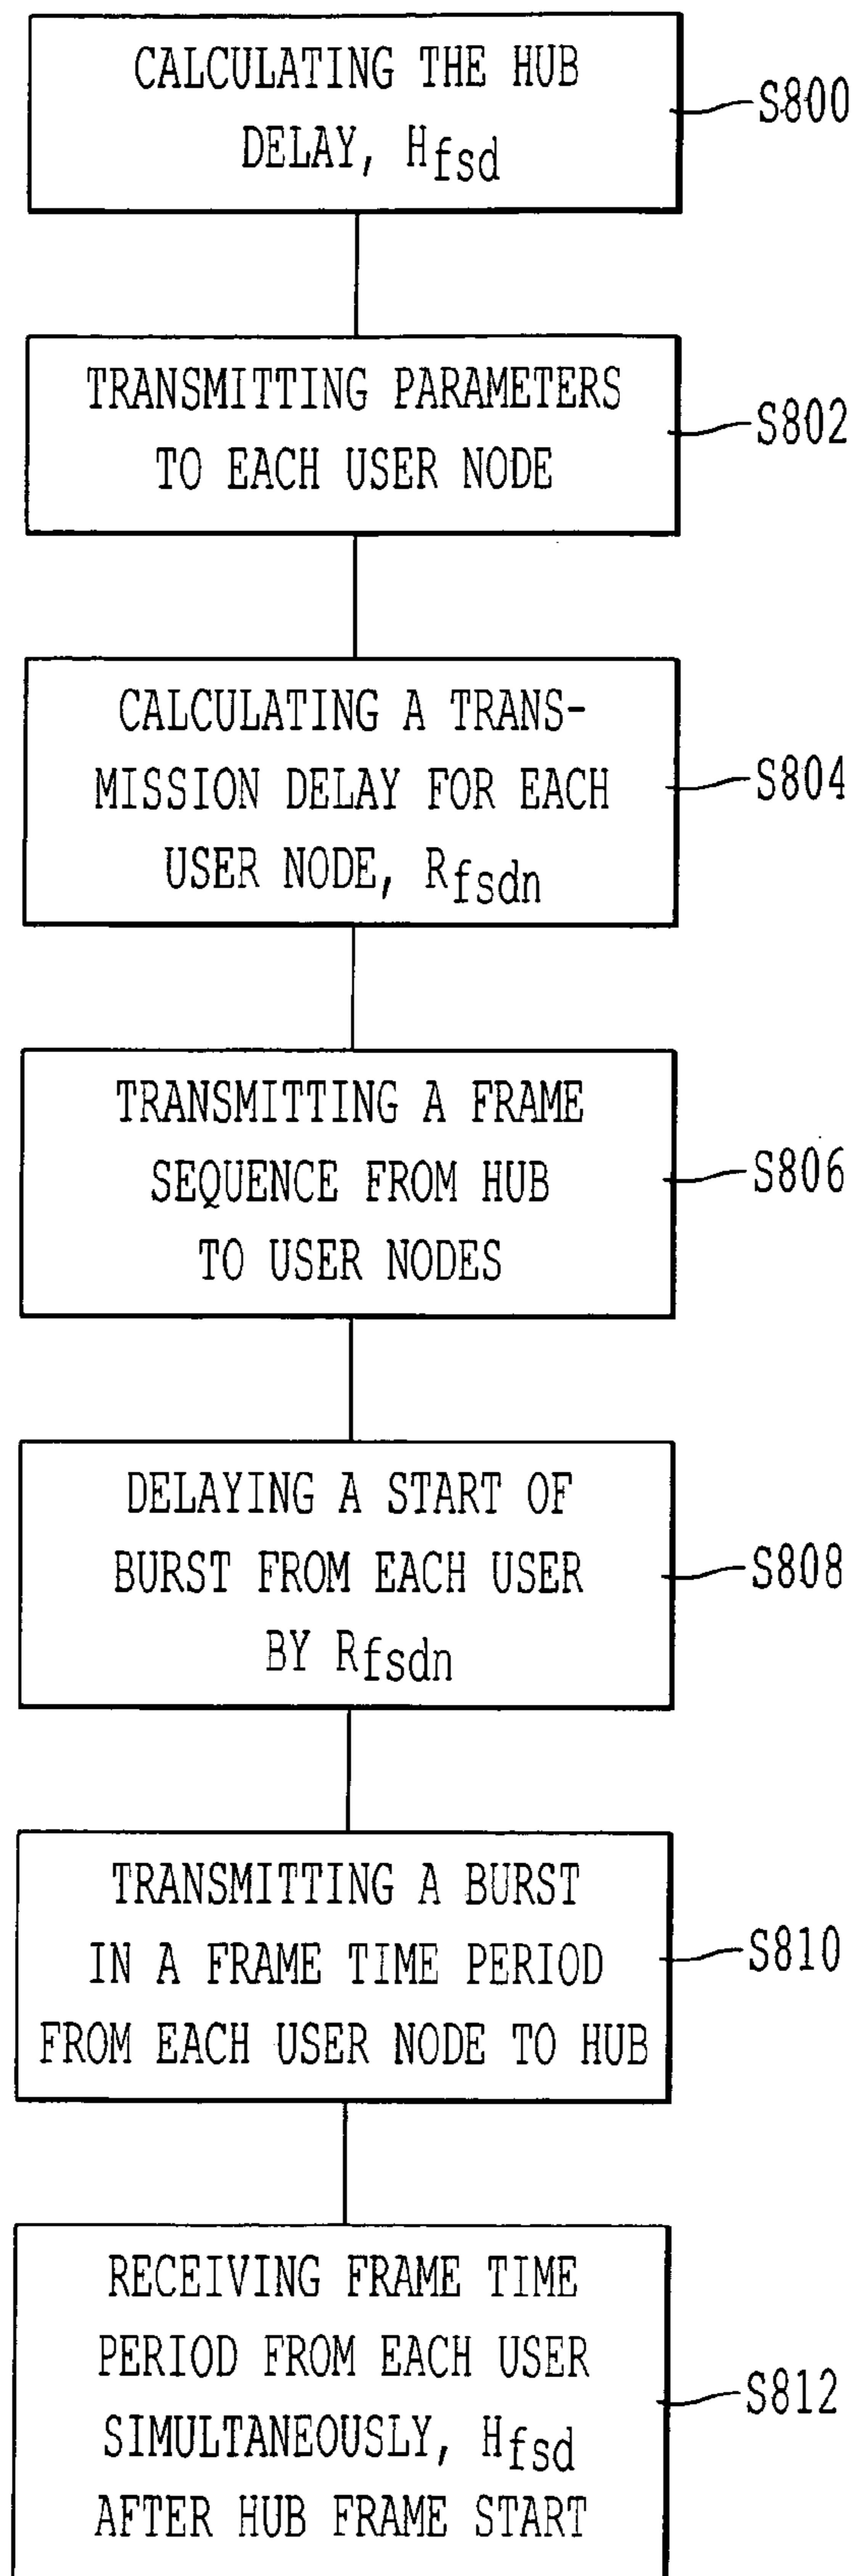 CALCULATING THE HUB
DELAY, Hfsd
S800
TRANSMITTING PARAMETERS
TO EACH USER NODE
S802
CALCULATING A TRANS-
MISSION DELAY FOR EACH
USER NODE, Rfsdn
S804
TRANSMITTING A FRAME
SEQUENCE FROM HUB
TO USER NODES
S806
DELAYING A START OF
BURST FROM EACH USER
BY Rfsdn
S808
TRANSMITTING A BURST
IN A FRAME TIME PERIOD
FROM EACH USER NODE TO HUB
S810
RECEIVING FRAME TIME
PERIOD FROM EACH USER
SIMULTANEOUSLY, Hfsd
AFTER HUB FRAME START
S812